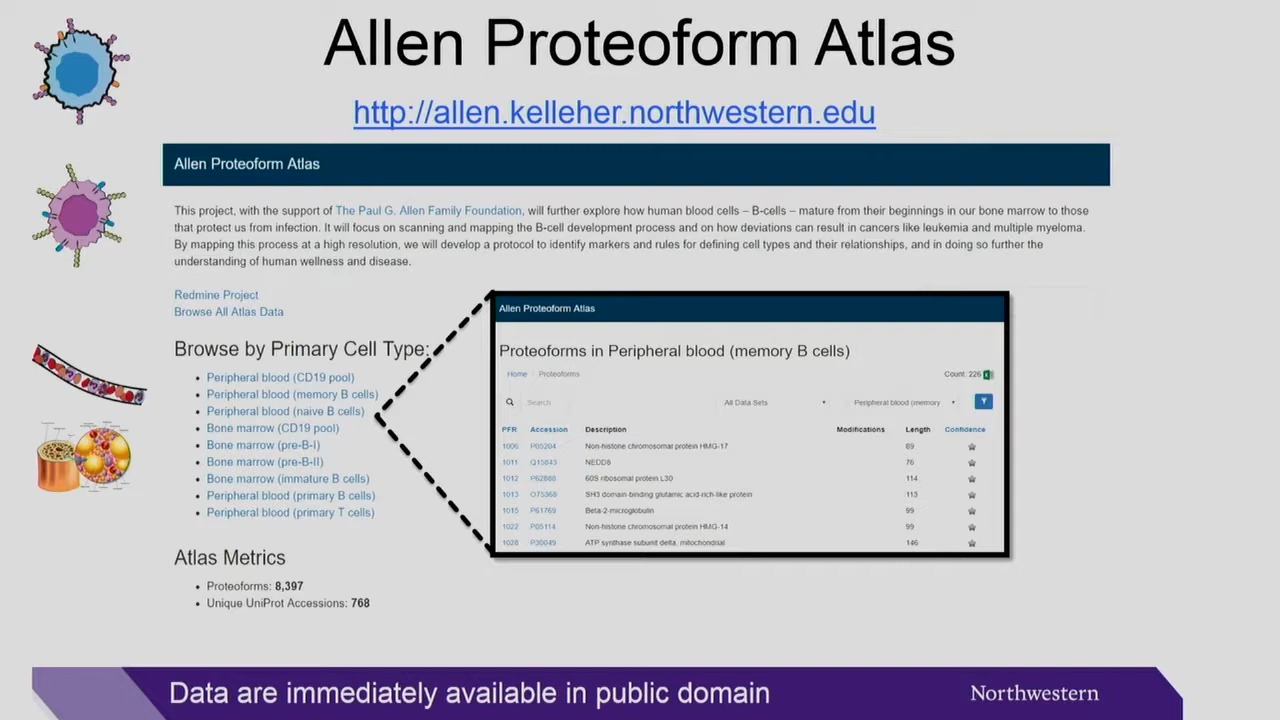 Allen Proteoform Atlas
http://allen.kelleher.northwestern.edu
Allen Proteoform Atlas
This project, with the support of The Paul G. Allen Family Foundation, will further explore how human blood cells – B-cells – mature from their beginnings in our bone marrow to those
that protect us from infection. It will focus on scanning and mapping the B-cell development process and on how deviations can result in cancers like leukemia and multiple myeloma.
By mapping this process at a high resolution, we will develop a protocol to identify markers and rules for defining cell types and their relationships, and in doing so further the
understanding of human wellness and disease.
Redmine Project
Browse All Atlas Data
Browse by Primary Cell Type:
Peripheral blood (CD19 pool)
Peripheral blood (memory B cells)
Peripheral blood (naive B cells)
Bone marrow (CD19 pool)
Bone marrow (pre-B-I)
Bone marrow (pre-B-II)
Bone marrow (immature B cells)
Peripheral blood (primary B cells)
Peripheral blood (primary T cells)
Atlas Metrics
Proteoforms: 8,397
Unique UniProt Accessions: 768
Allen Proteoform Atlas
Proteoforms in Peripheral blood (memory B cells)
Home Proteoforms Count: 226
Search All Data Sets Peripheral blood (memory
PFR Accession Description Modifications Length Confidence
1006 P05204 Non-histone chromosomal protein HMG-17 89
1011 Q15843 NEDD8 76
1012 P62888 60S ribosomal protein L30 114
1013 O75368 SH3 domain-binding glutamic acid-rich-like protein 113
1015 P61769 Beta-2-microglobulin 99
1022 P05114 Non-histone chromosomal protein HMG-14 99
1028 P30049 ATP synthase subunit delta, mitochondrial 146
Data are immediately available in public domain
Northwestern